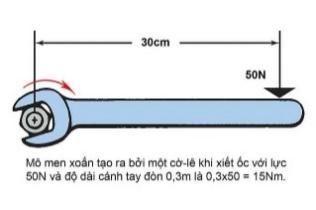 30cm
50N
Mô men xoắn tạo ra bởi một cờ-lê khi xiết ốc với lực
50N và độ dài cánh tay đòn 0,3m là 0,3x50 = 15Nm.